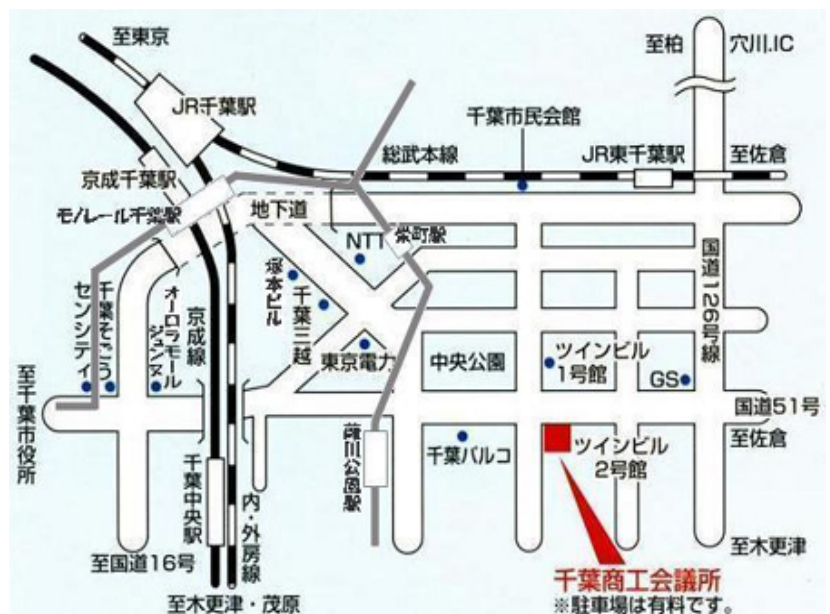 至東京
至柏
穴川.IC
JR千葉駅
千葉市民会館
総武本線
JR東千葉駅
至佐倉
京成千葉駅
モノレール千葉駅
地下道
NTT
栄町駅
国道126号線
塚本ビル
千葉三越
東京電力
中央公園
ツインビル
1号館
GS
千葉そごう
センシティ
オーロラモール
ジュンヌ
京成線
至千葉市役所
国道51号
至佐倉
葭川公園駅
千葉パルコ
ツインビル
2号館
千葉中央駅
内・外房線
至国道16号
至木更津
至木更津・茂原
千葉商工会議所
※駐車場は有料です。